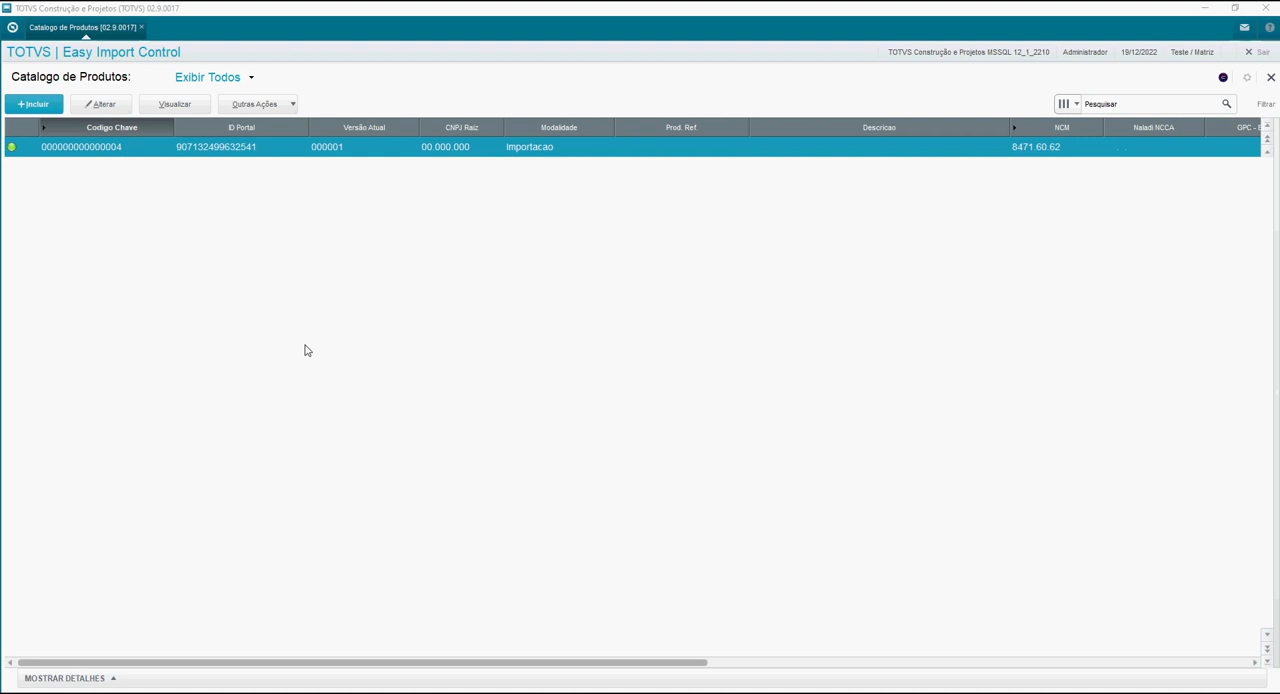 TOTVS Construção e Projetos (TOTVS) 02.9.0017
Catalogo de Produtos [02.9.0017]
TOTVS | Easy Import Control
TOTVS Construção e Projetos MSSQL 12_1_2210 Administrador 19/12/2022 Teste / Matriz Sair
Catalogo de Produtos: Exibir Todos
+Incluir Alterar Visualizar Outras Ações Pesquisar Filtrar
Codigo Chave ID Portal Versão Atual CNPJ Raiz Modalidade Prod. Ref. Descricao NCM Naladi NCCA GPC - E
000000000000004 907132499632541 000001 00.000.000 Importacao 8471.60.62 . .
MOSTRAR DETALHES